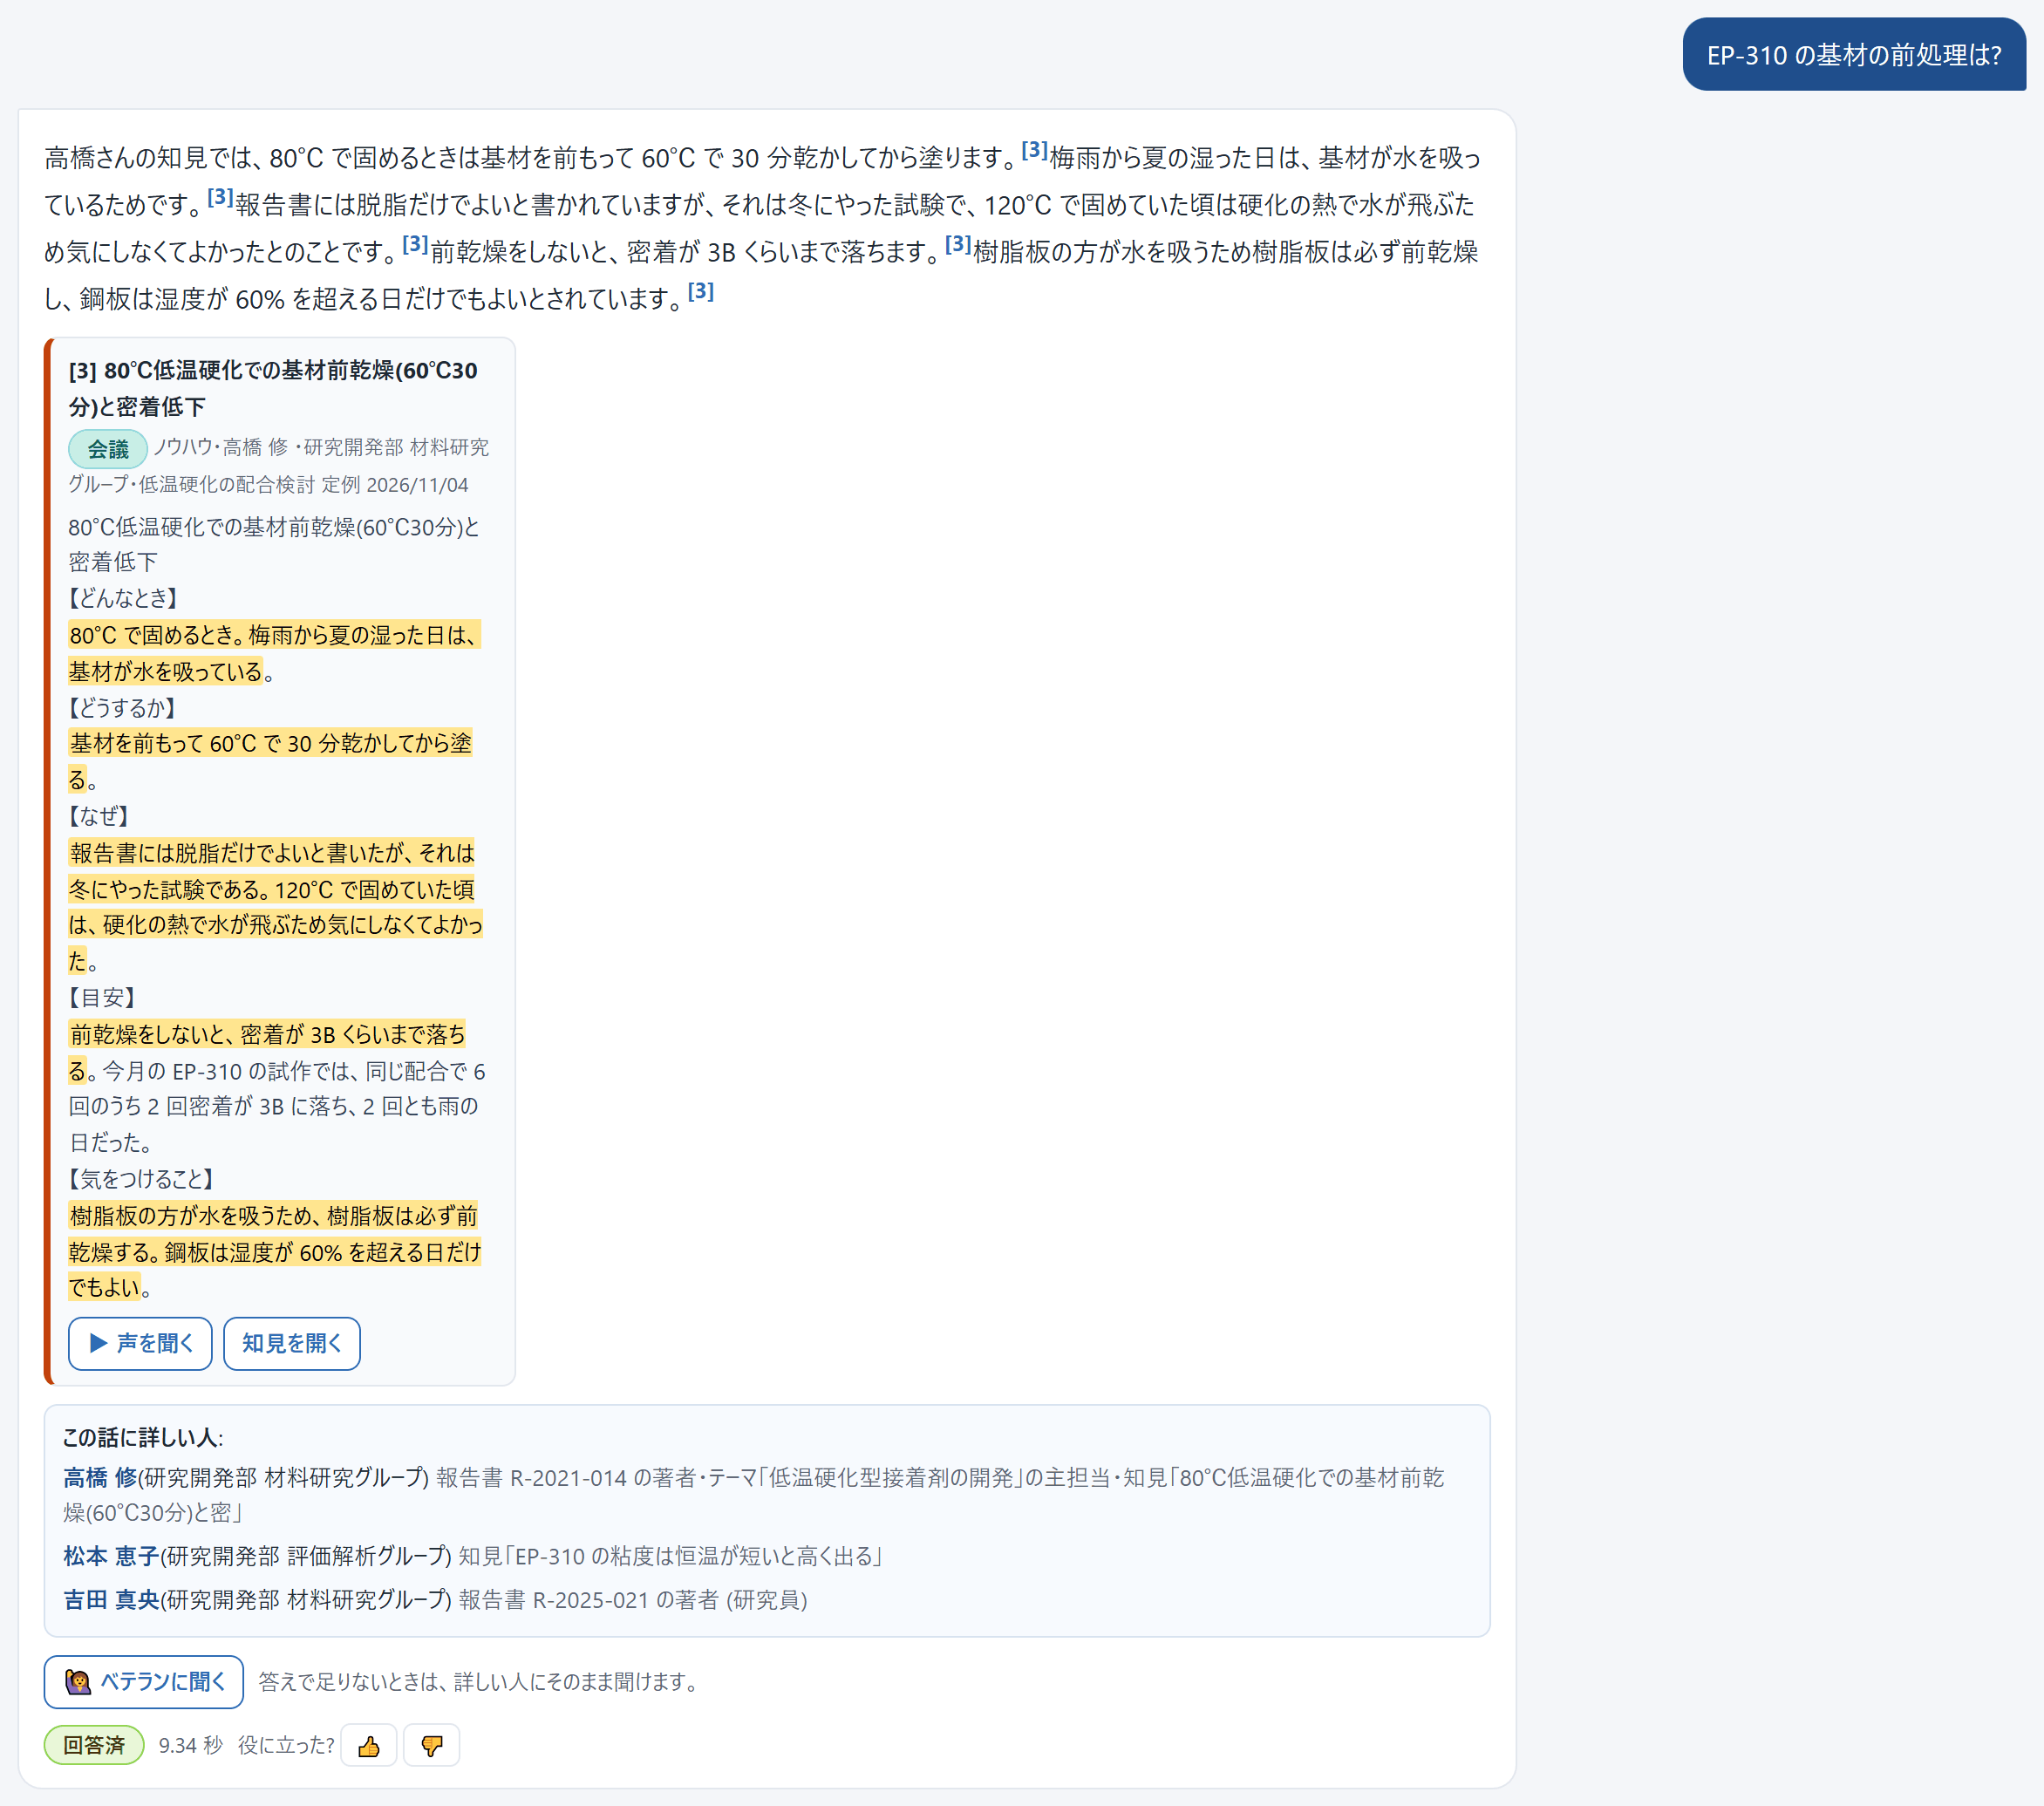 EP-310 の基材の前処理は?
高橋さんの知見では、80°C で固めるときは基材を前もって 60°C で 30 分乾かしてから塗ります。[3]梅雨から夏の湿った日は、基材が水を吸っ
ているためです。[3]報告書には脱脂だけでよいと書かれていますが、それは冬にやった試験で、120°C で固めていた頃は硬化の熱で水が飛ぶた
め気にしなくてよかったとのことです。[3]前乾燥をしないと、密着が 3B くらいまで落ちます。[3]樹脂板の方が水を吸うため樹脂板は必ず前乾燥
し、鋼板は湿度が 60% を超える日だけでもよいとされています。[3]
[3] 80℃低温硬化での基材前乾燥(60℃30
分)と密着低下
会議 ノウハウ・高橋 修 ・研究開発部 材料研究
グループ・低温硬化の配合検討 定例 2026/11/04
80℃低温硬化での基材前乾燥(60℃30分)と
密着低下
【どんなとき】
80°C で固めるとき。梅雨から夏の湿った日は、
基材が水を吸っている。
【どうするか】
基材を前もって 60°C で 30 分乾かしてから塗
る。
【なぜ】
報告書には脱脂だけでよいと書いたが、それは
冬にやった試験である。120°C で固めていた頃
は、硬化の熱で水が飛ぶため気にしなくてよかっ
た。
【目安】
前乾燥をしないと、密着が 3B くらいまで落ち
る。今月の EP-310 の試作では、同じ配合で 6
回のうち 2 回密着が 3B に落ち、2 回とも雨の
日だった。
【気をつけること】
樹脂板の方が水を吸うため、樹脂板は必ず前
乾燥する。鋼板は湿度が 60% を超える日だけ
でもよい。
▶ 声を聞く 知見を開く
この話に詳しい人:
高橋 修(研究開発部 材料研究グループ) 報告書 R-2021-014 の著者・テーマ「低温硬化型接着剤の開発」の主担当・知見「80℃低温硬化での基材前乾
燥(60℃30分)と密」
松本 恵子(研究開発部 評価解析グループ) 知見「EP-310 の粘度は恒温が短いと高く出る」
吉田 真央(研究開発部 材料研究グループ) 報告書 R-2025-021 の著者 (研究員)
ベテランに聞く 答えで足りないときは、詳しい人にそのまま聞けます。
回答済 9.34 秒 役に立った?